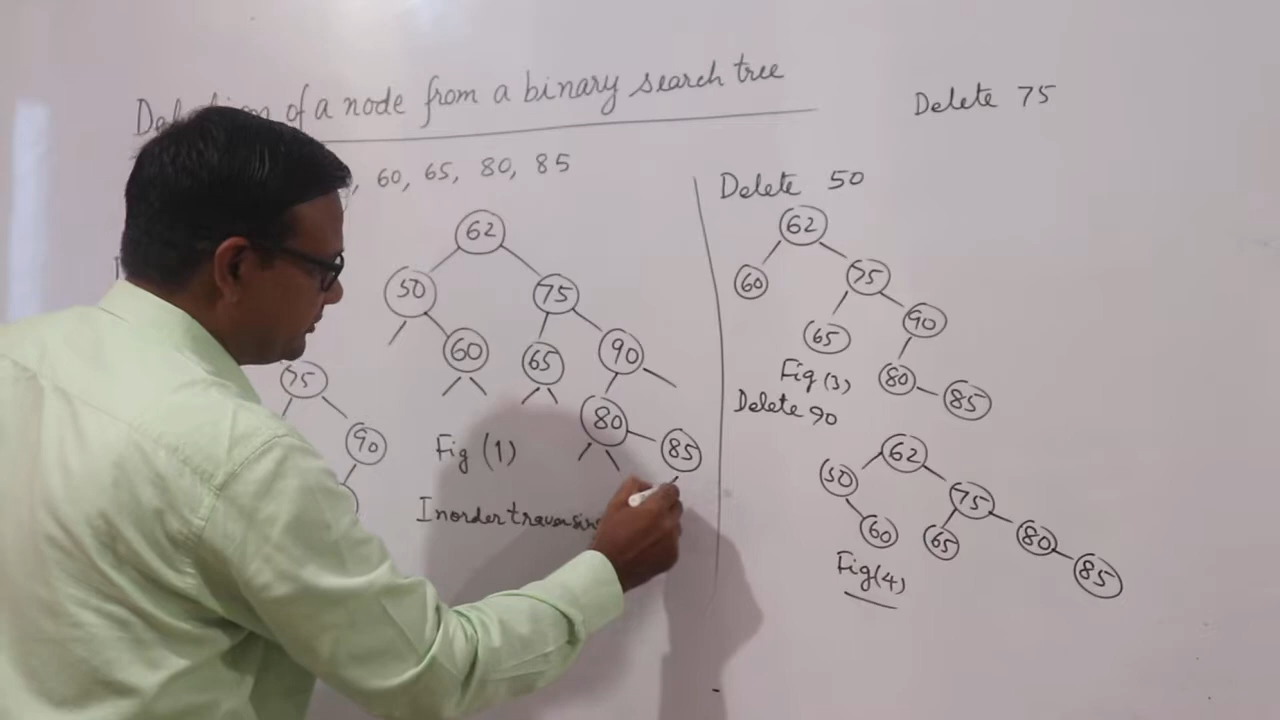 of a node from a binary search tree
, 60, 65, 80, 85
62
50 75
60 65 90
80
85
Fig (1)
Inorder
75
90
Delete 75
Delete 50
62
60 75
65 90
80 85
Fig (3)
Delete 90
62
50 75
60 65 80
85
Fig (4)